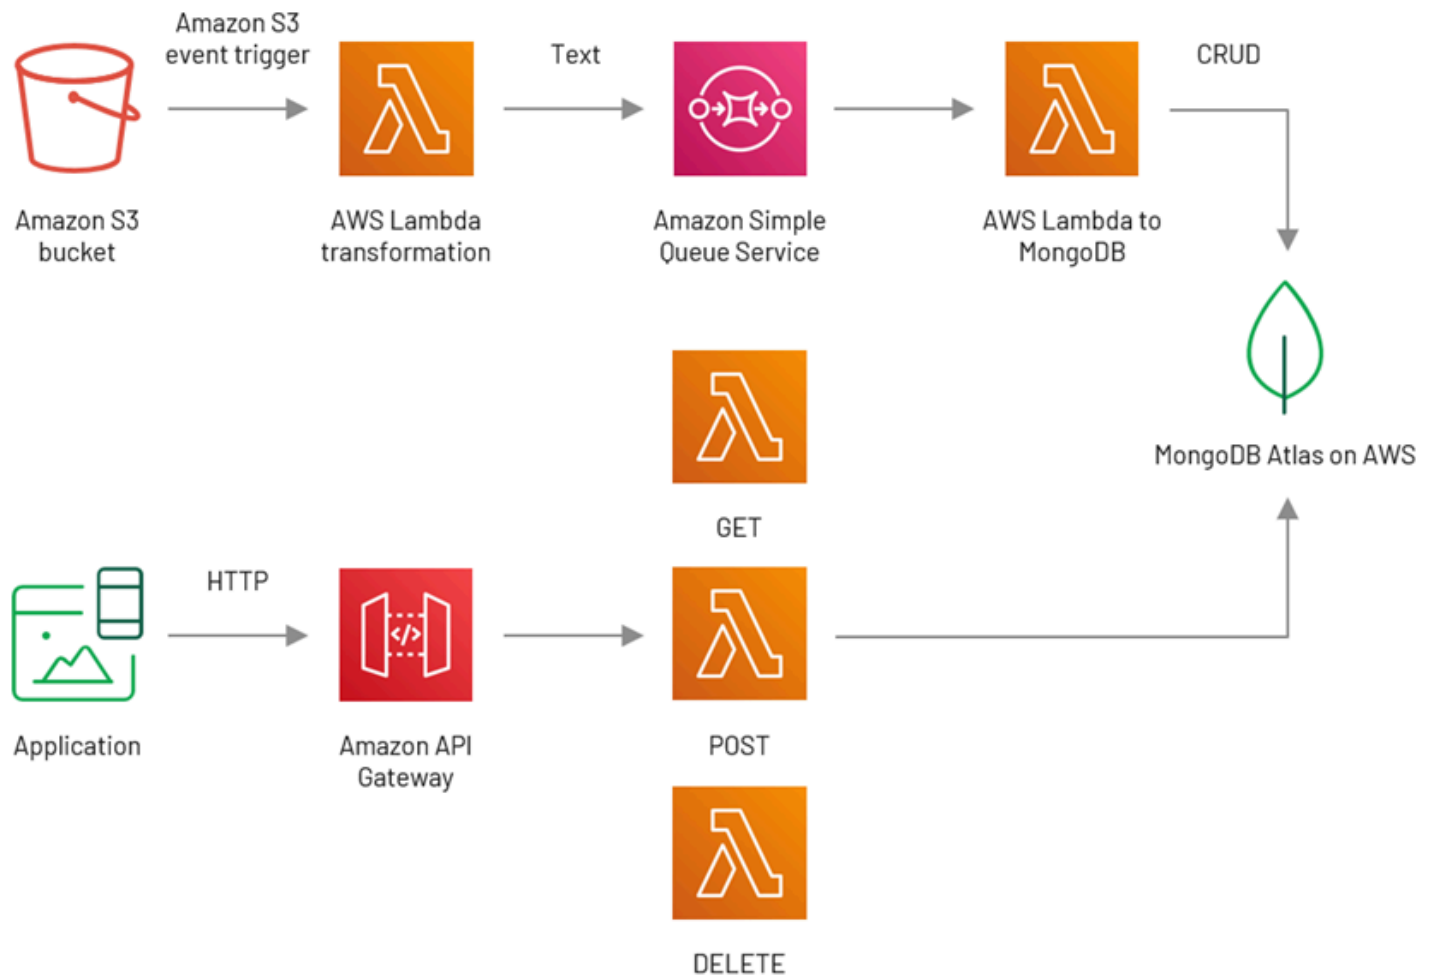 Amazon S3
event trigger
Text
CRUD
Amazon S3
bucket
AWS Lambda
transformation
Amazon Simple
Queue Service
AWS Lambda to
MongoDB
MongoDB Atlas on AWS
GET
HTTP
</>
Application
Amazon API
Gateway
POST
DELETE